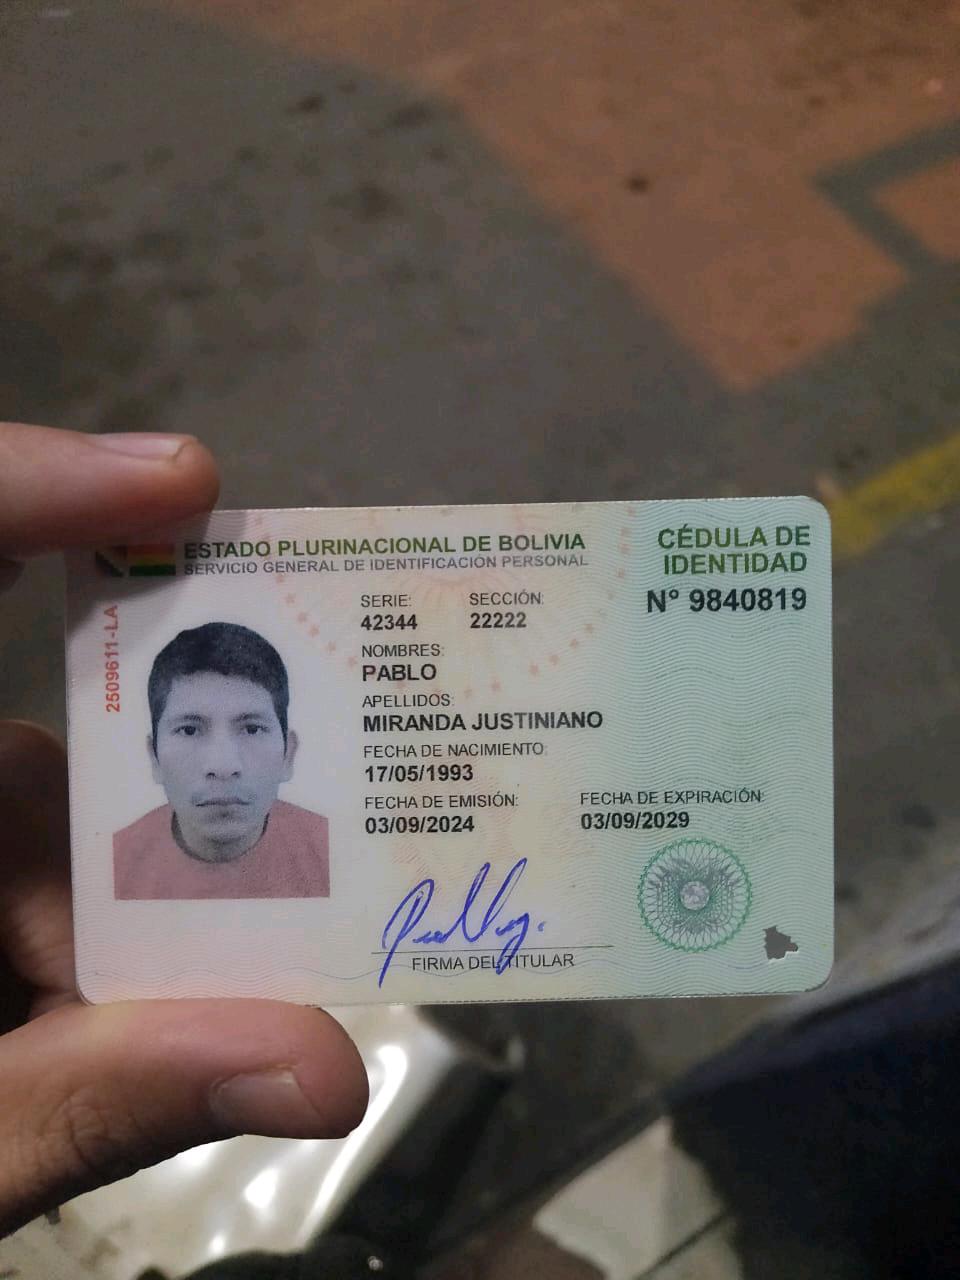 ESTADO PLURINACIONAL DE BOLIVIA
SERVICIO GENERAL DE IDENTIFICACIÓN PERSONAL
CÉDULA DE
IDENTIDAD
N° 9840819
2509611-LA
SERIE: SECCIÓN:
42344 22222
NOMBRES:
PABLO
APELLIDOS:
MIRANDA JUSTINIANO
FECHA DE NACIMIENTO:
17/05/1993
FECHA DE EMISIÓN: FECHA DE EXPIRACIÓN:
03/09/2024 03/09/2029
FIRMA DEL TITULAR